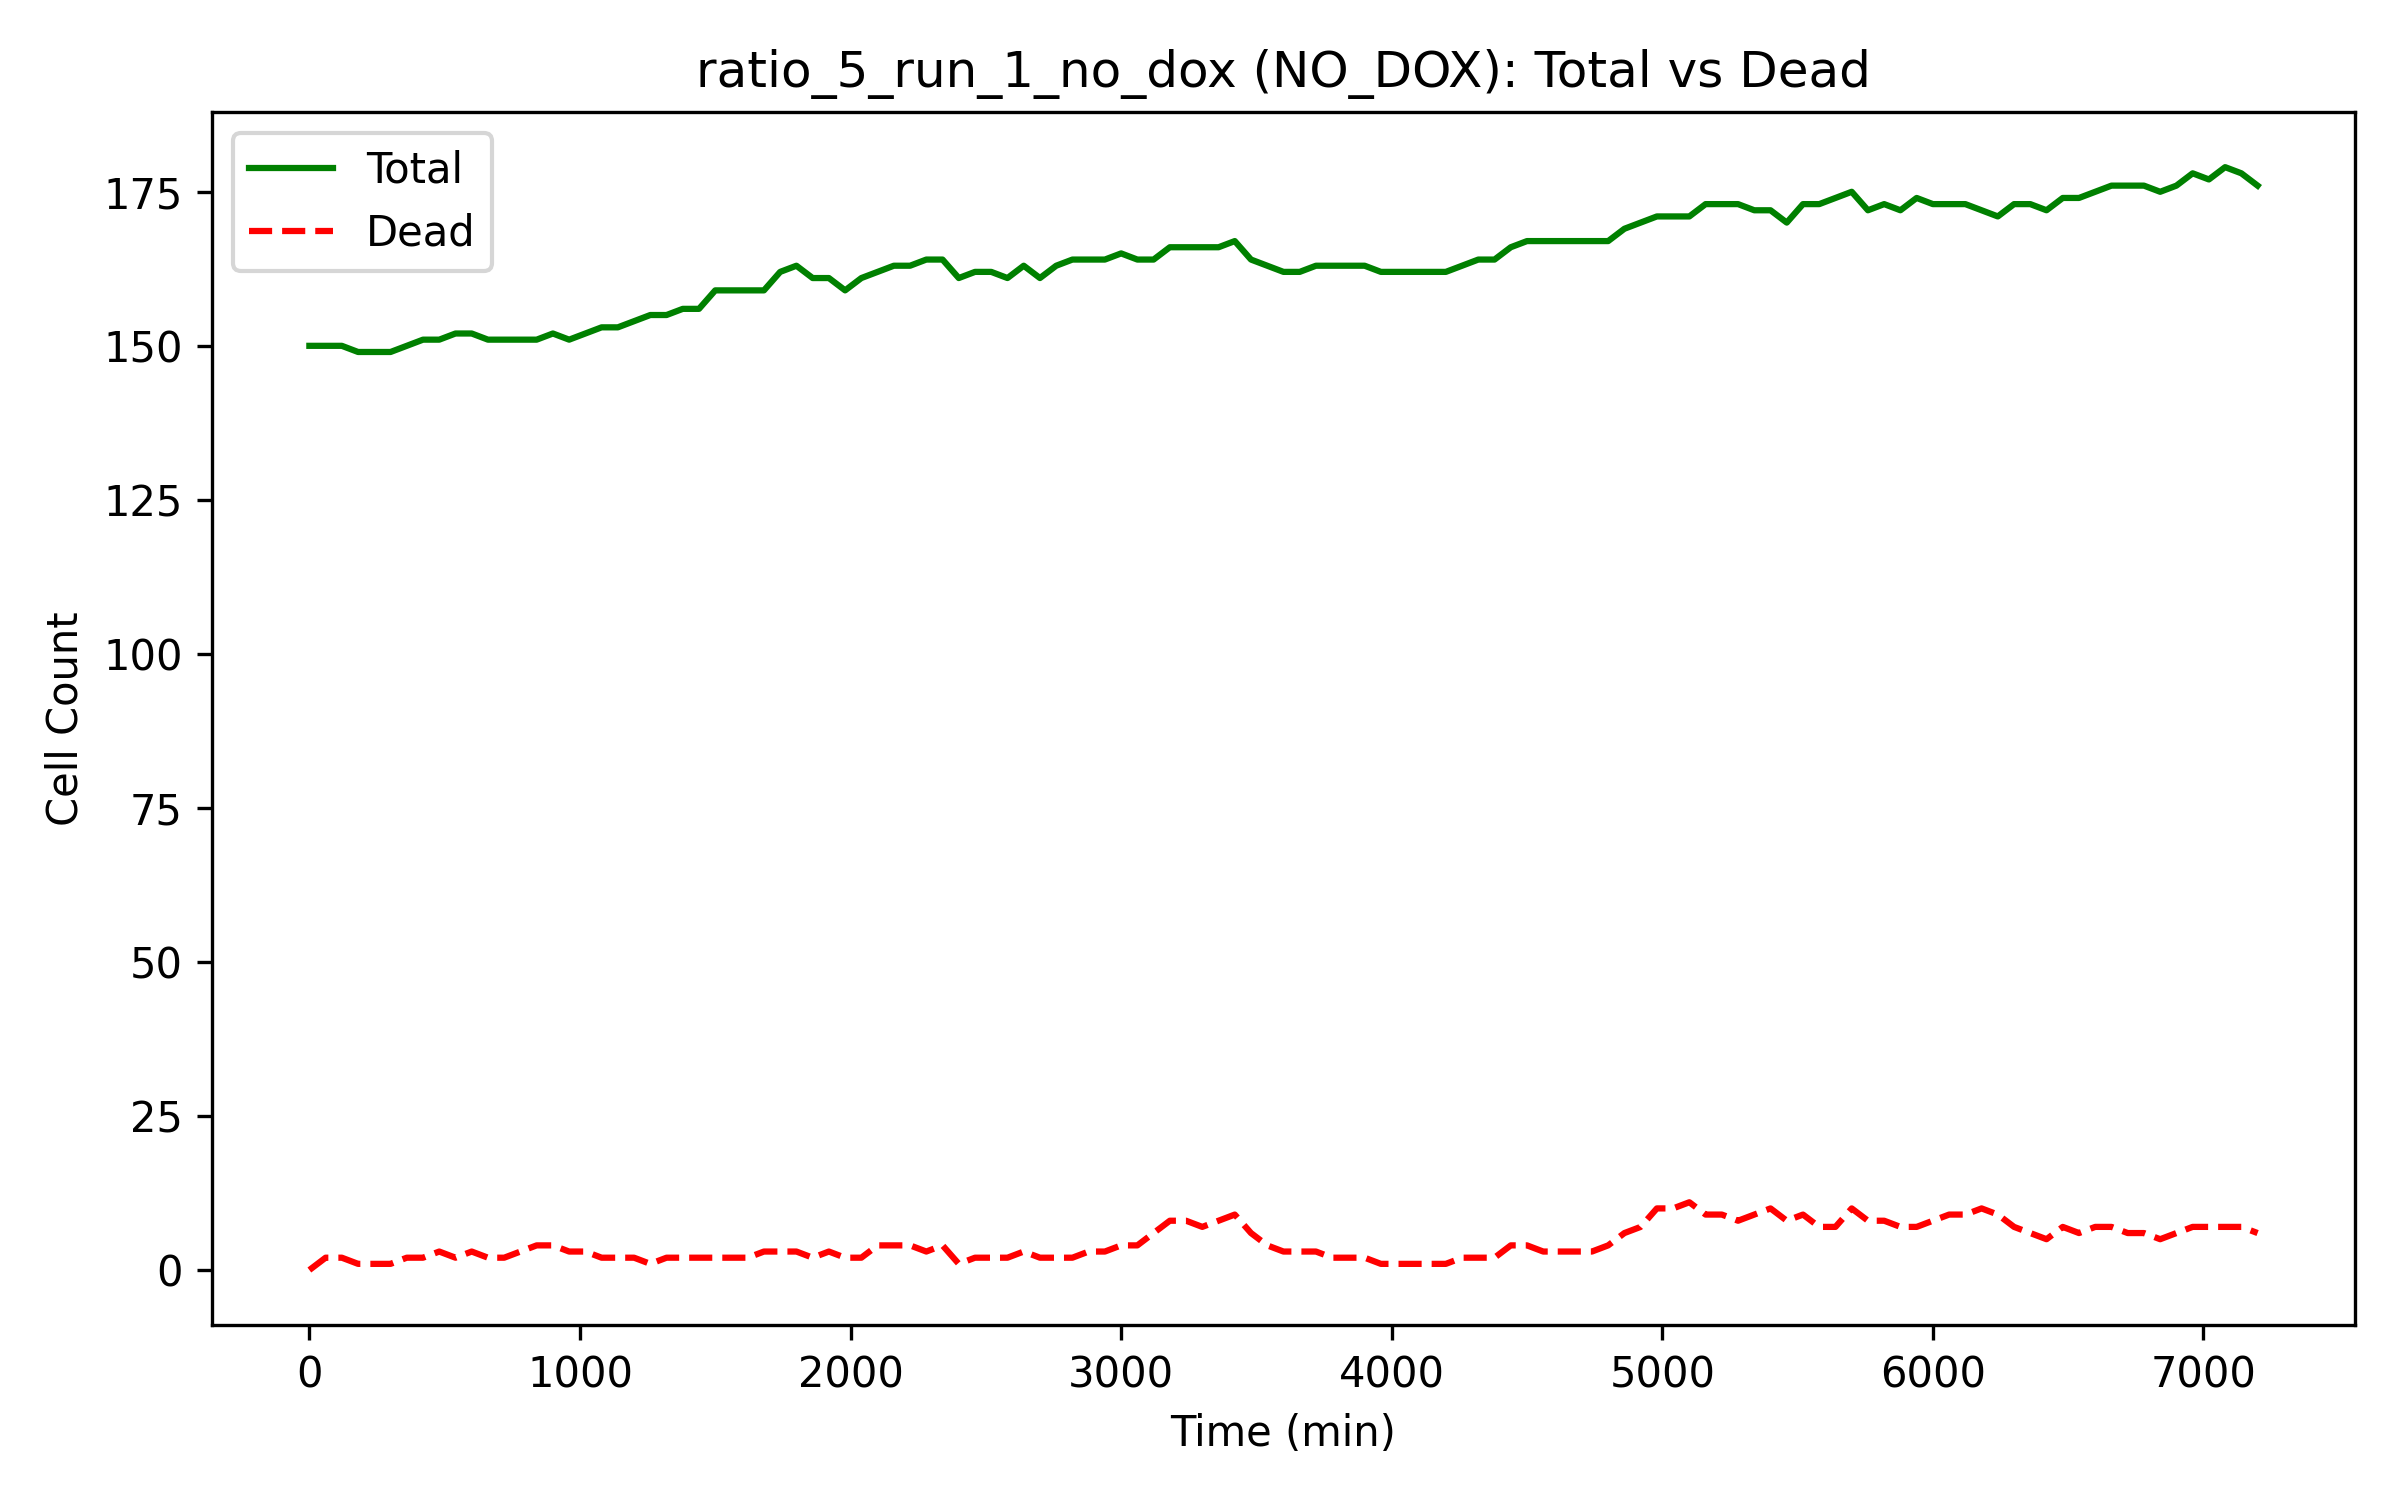 ratio_5_run_1_no_dox (NO_DOX): Total vs Dead
Total
Dead
175
150
125
100
75
50
25
0
Cell Count
0 1000 2000 3000 4000 5000 6000 7000
Time (min)